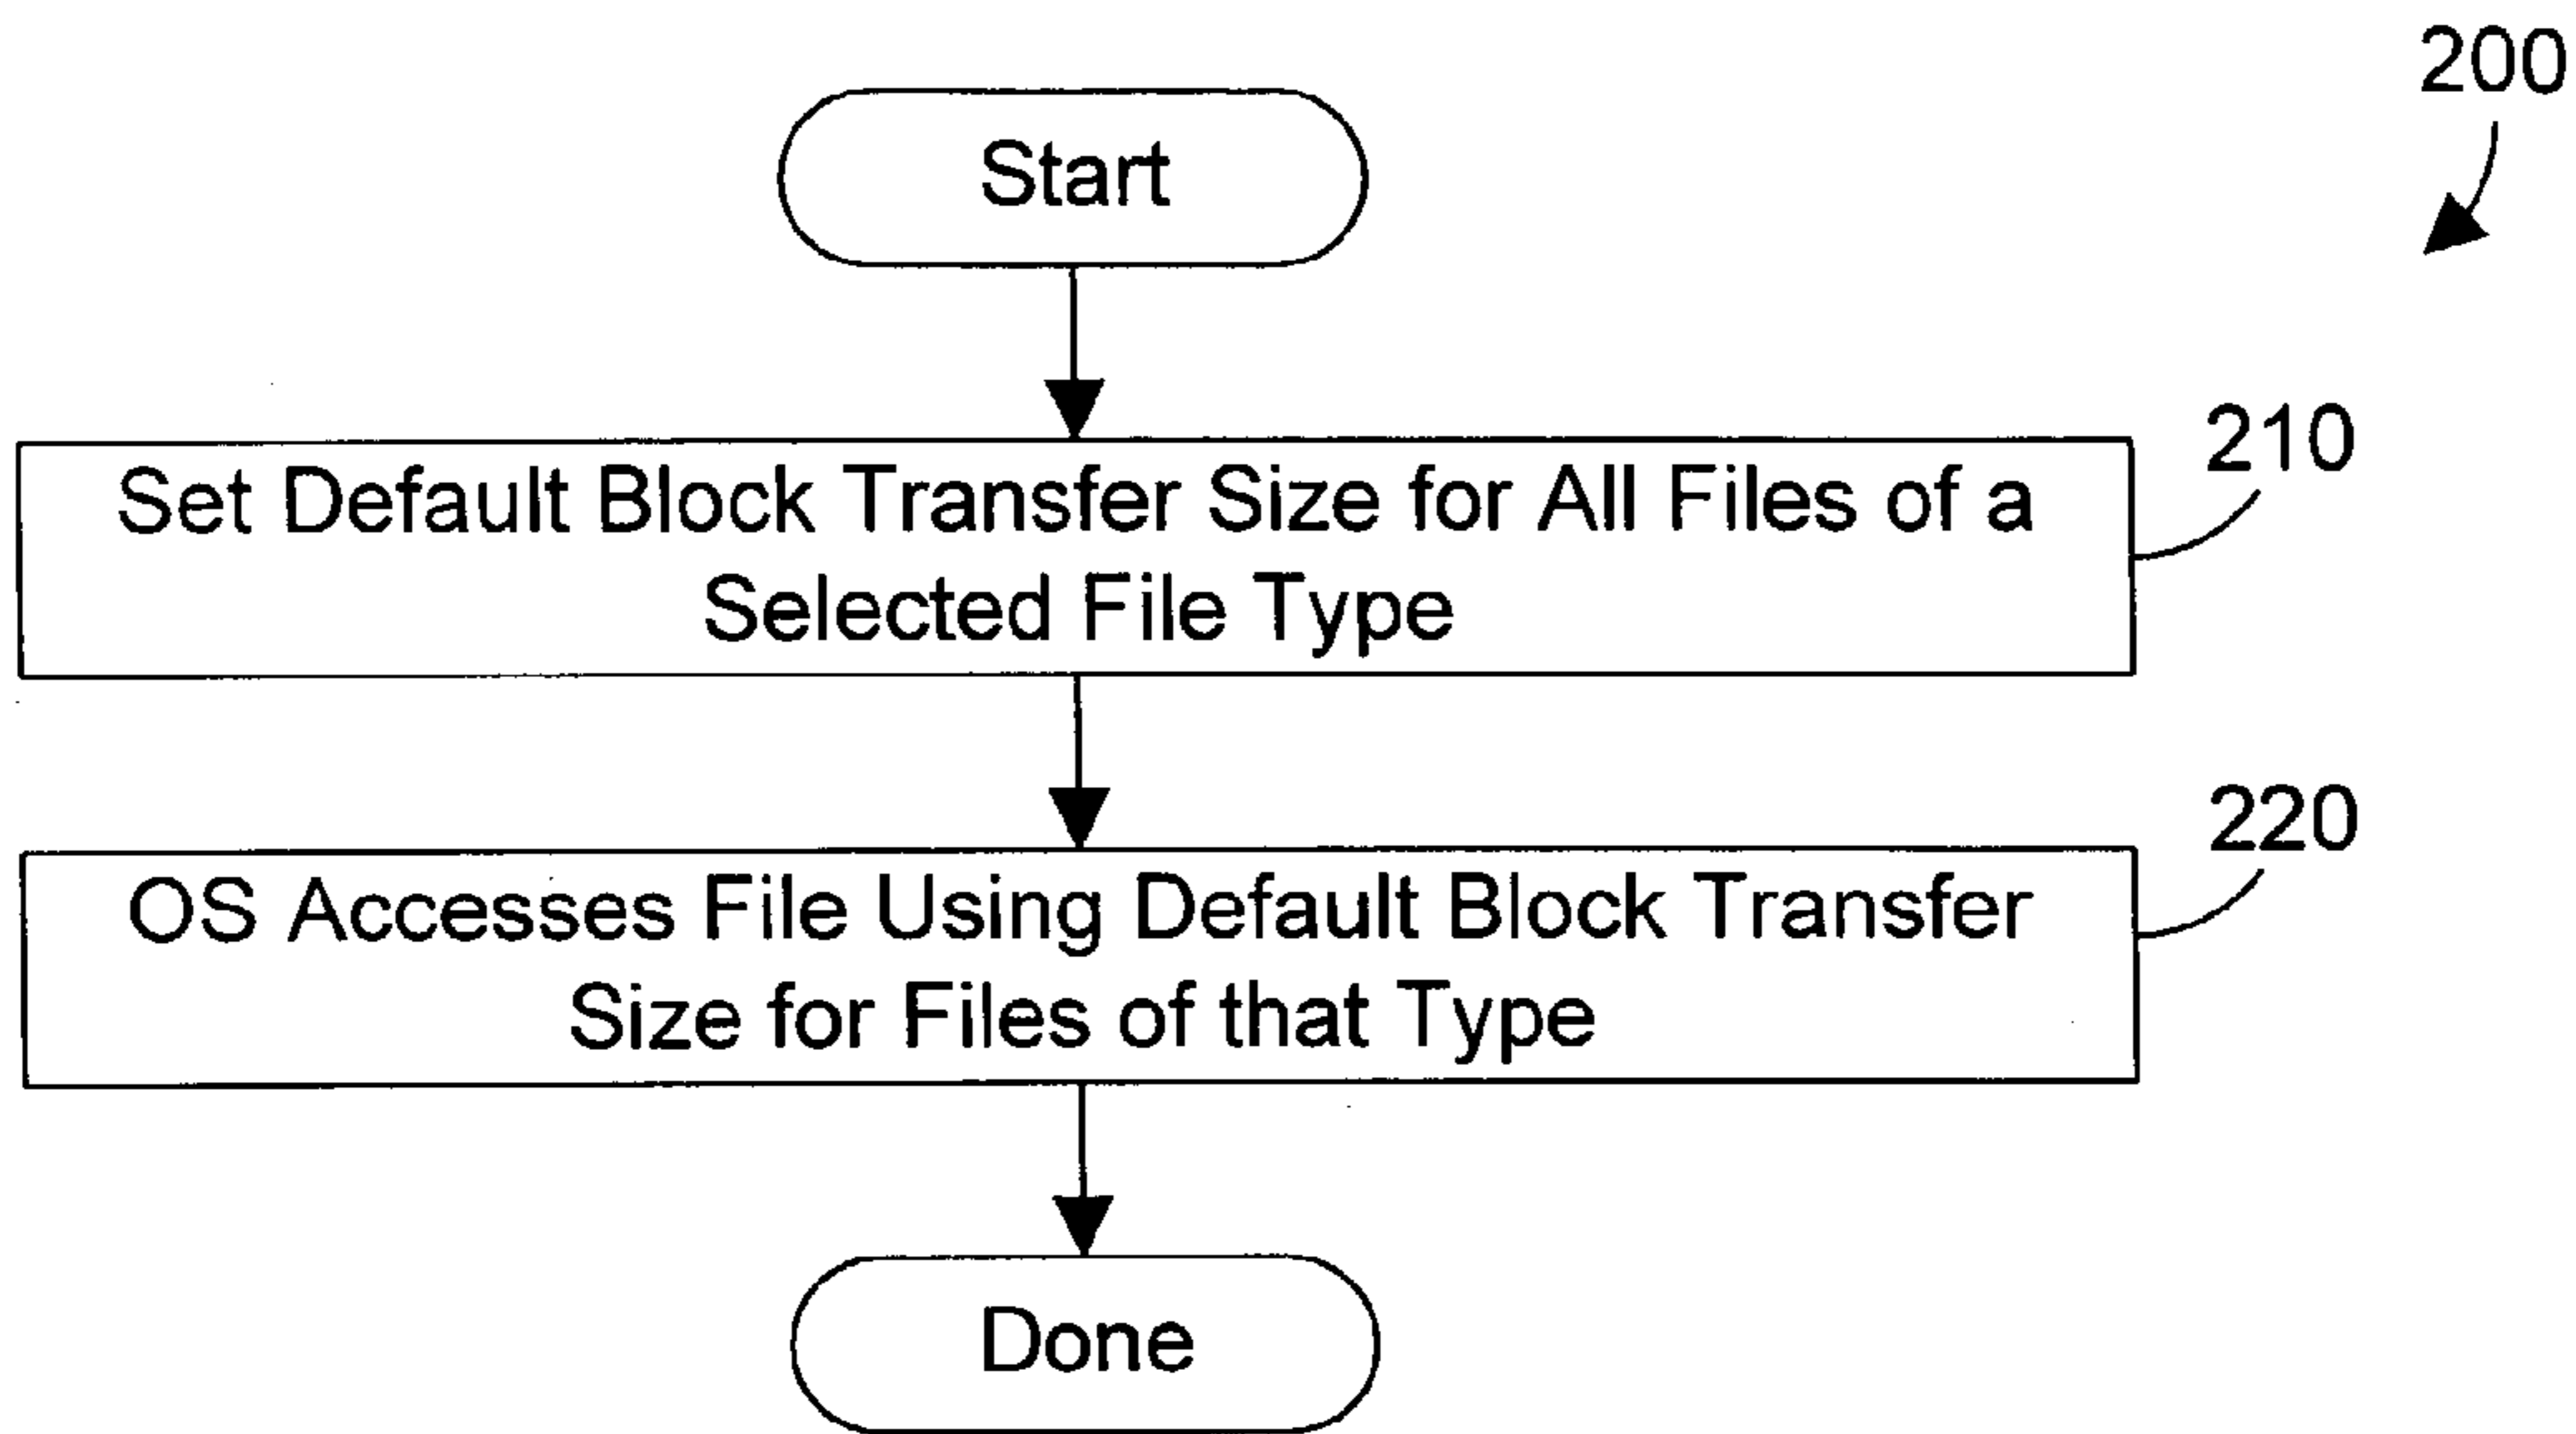 200
Start
210
Set Default Block Transfer Size for All Files of a
Selected File Type
220
OS Accesses File Using Default Block Transfer
Size for Files of that Type
Done